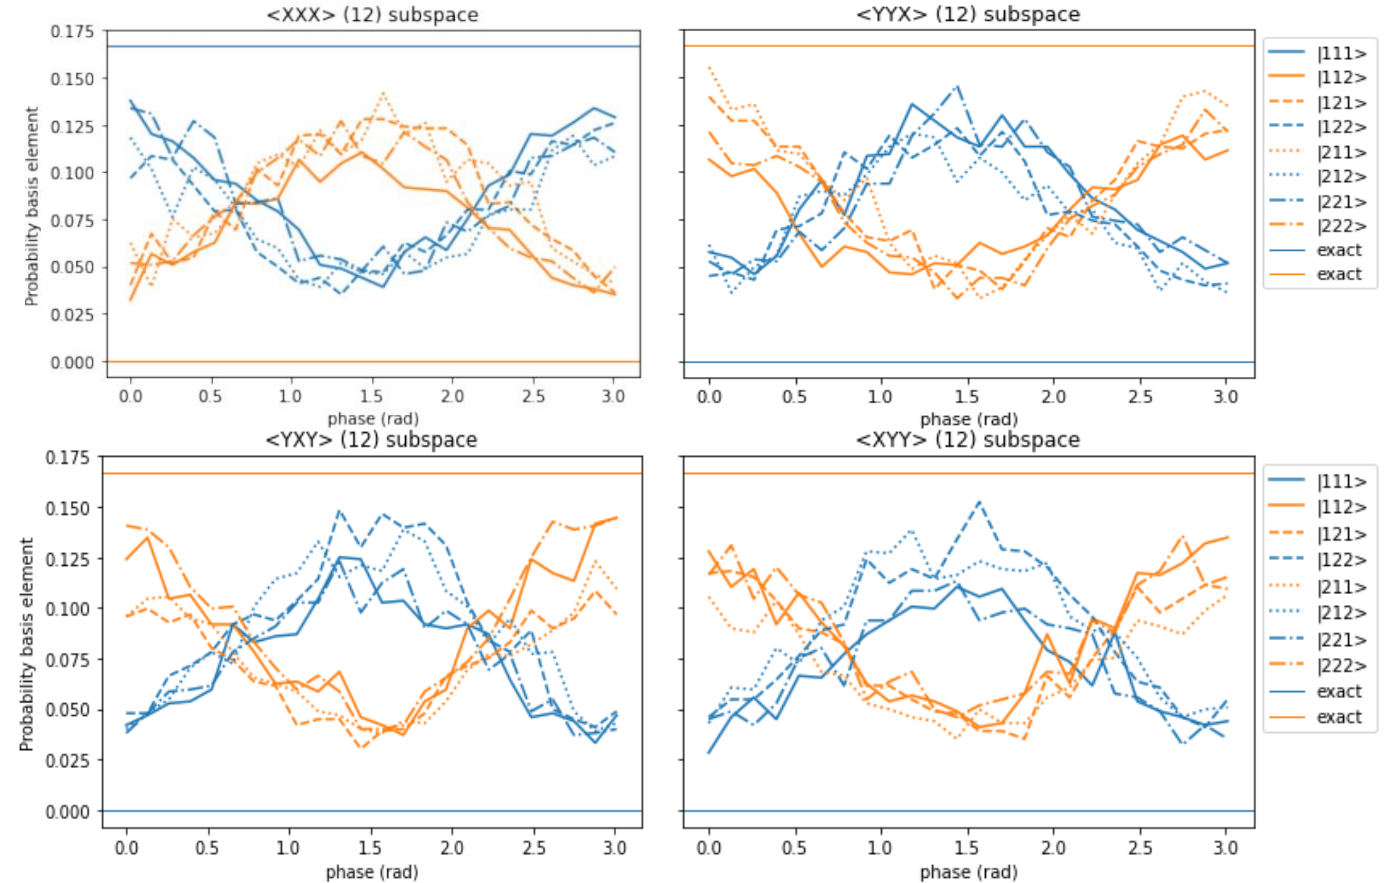 <XXX> (12) subspace
Probability basis element
0.175
0.150
0.125
0.100
0.075
0.050
0.025
0.000
0.0 0.5 1.0 1.5 2.0 2.5 3.0
phase (rad)
<YYX> (12) subspace
0.0 0.5 1.0 1.5 2.0 2.5 3.0
phase (rad)
|111>
|112>
|121>
|122>
|211>
|212>
|221>
|222>
exact
exact
<YXY> (12) subspace
Probability basis element
0.175
0.150
0.125
0.100
0.075
0.050
0.025
0.000
0.0 0.5 1.0 1.5 2.0 2.5 3.0
phase (rad)
<XYY> (12) subspace
0.0 0.5 1.0 1.5 2.0 2.5 3.0
phase (rad)
|111>
|112>
|121>
|122>
|211>
|212>
|221>
|222>
exact
exact